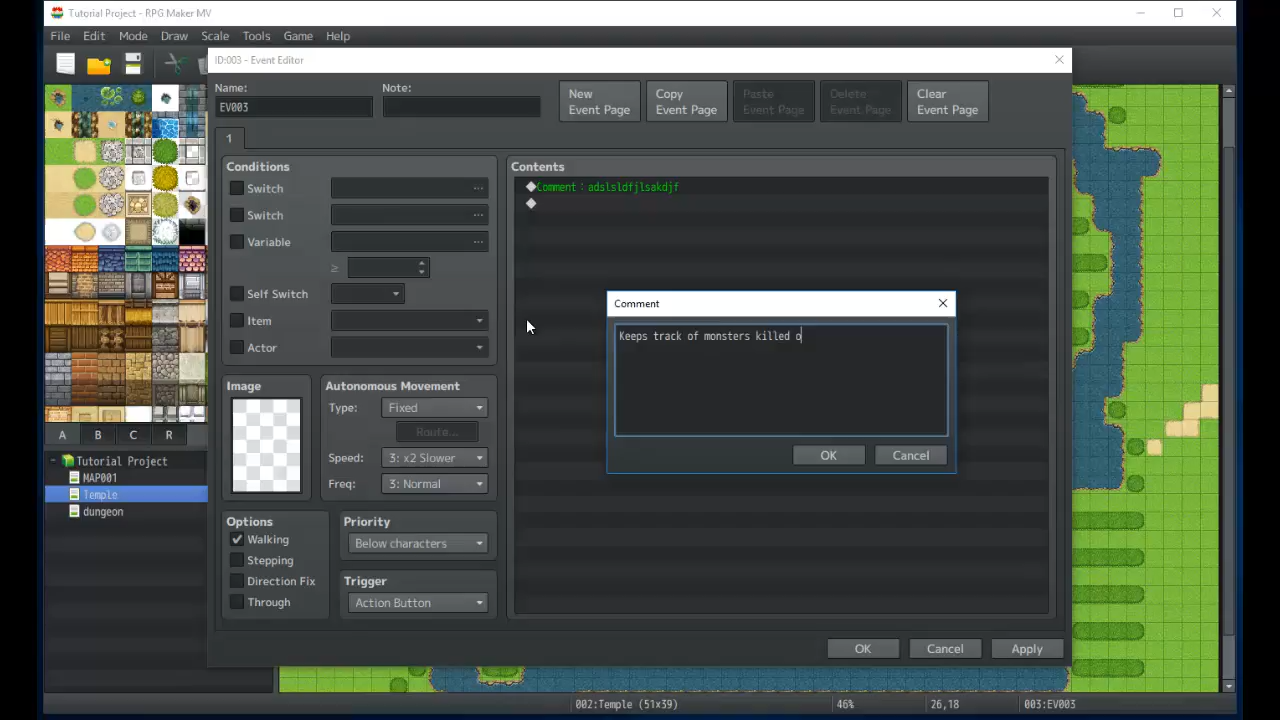 Tutorial Project - RPG Maker MV
File Edit Mode Draw Scale Tools Game Help
ID:003 - Event Editor
Name: Note:
EV003
New Event Page
Copy Event Page
Paste Event Page
Delete Event Page
Clear Event Page
1
Conditions
Switch ...
Switch ...
Variable ...
≥
Self Switch
Item
Actor
Image
Autonomous Movement
Type: Fixed
Route...
Speed: 3: x2 Slower
Freq: 3: Normal
Options
Walking
Stepping
Direction Fix
Through
Priority
Below characters
Trigger
Action Button
Contents
◆Comment：adslsldfjlsakdjf
◆
Comment
Keeps track of monsters killed o
OK Cancel
OK Cancel Apply
A B C R
Tutorial Project
MAP001
Temple
dungeon
002:Temple (51x39) 46% 26,18 003:EV003